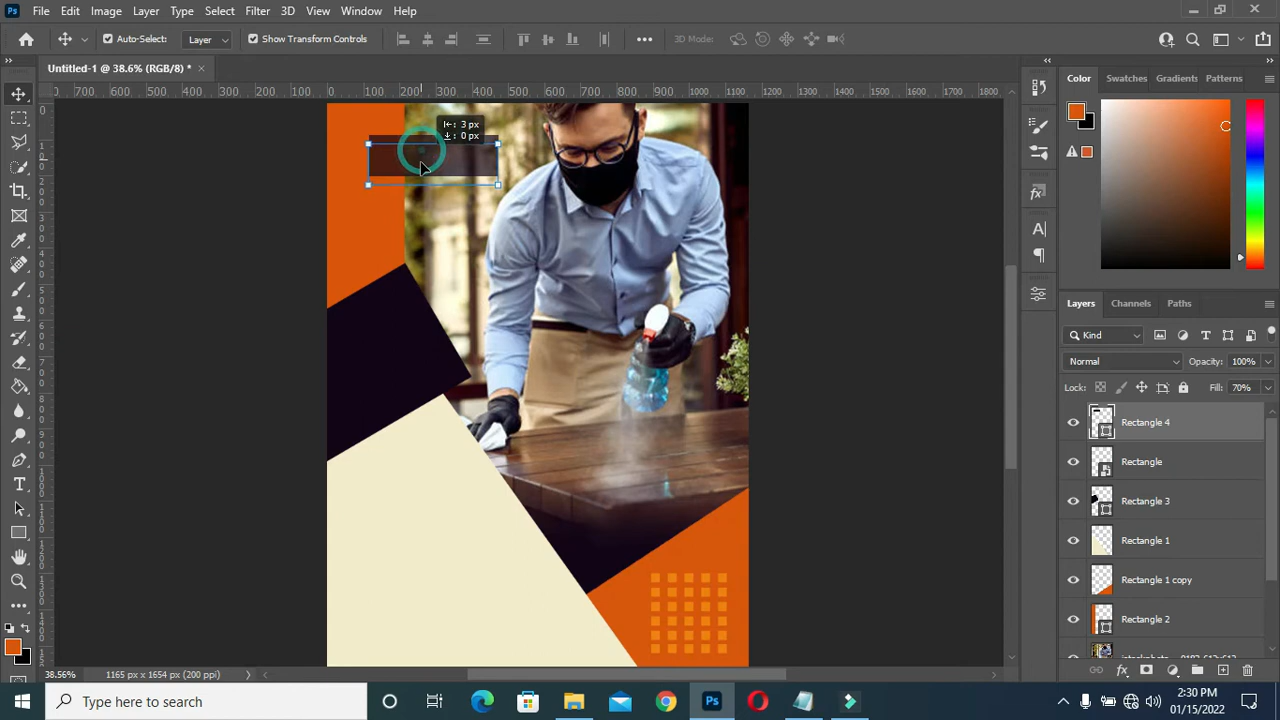 Ps File Edit Image Layer Type Select Filter 3D View Window Help
Auto-Select: Layer Show Transform Controls 3D Mode:
Untitled-1 @ 38.6% (RGB/8) * ×
700 600 500 400 300 200 100 0 100 200 300 400 500 600 700 800 900 1000 1100 1200 1300 1400 1500 1600 1700 1800
3 px
0 px
Color Swatches Gradients Patterns
Layers Channels Paths
Kind
Normal Opacity: 100%
Lock: Fill: 70%
Rectangle 4
Rectangle
Rectangle 3
Rectangle 1
Rectangle 1 copy
Rectangle 2
38.56% 1165 px x 1654 px (200 ppi)
Type here to search
2:30 PM
01/15/2022